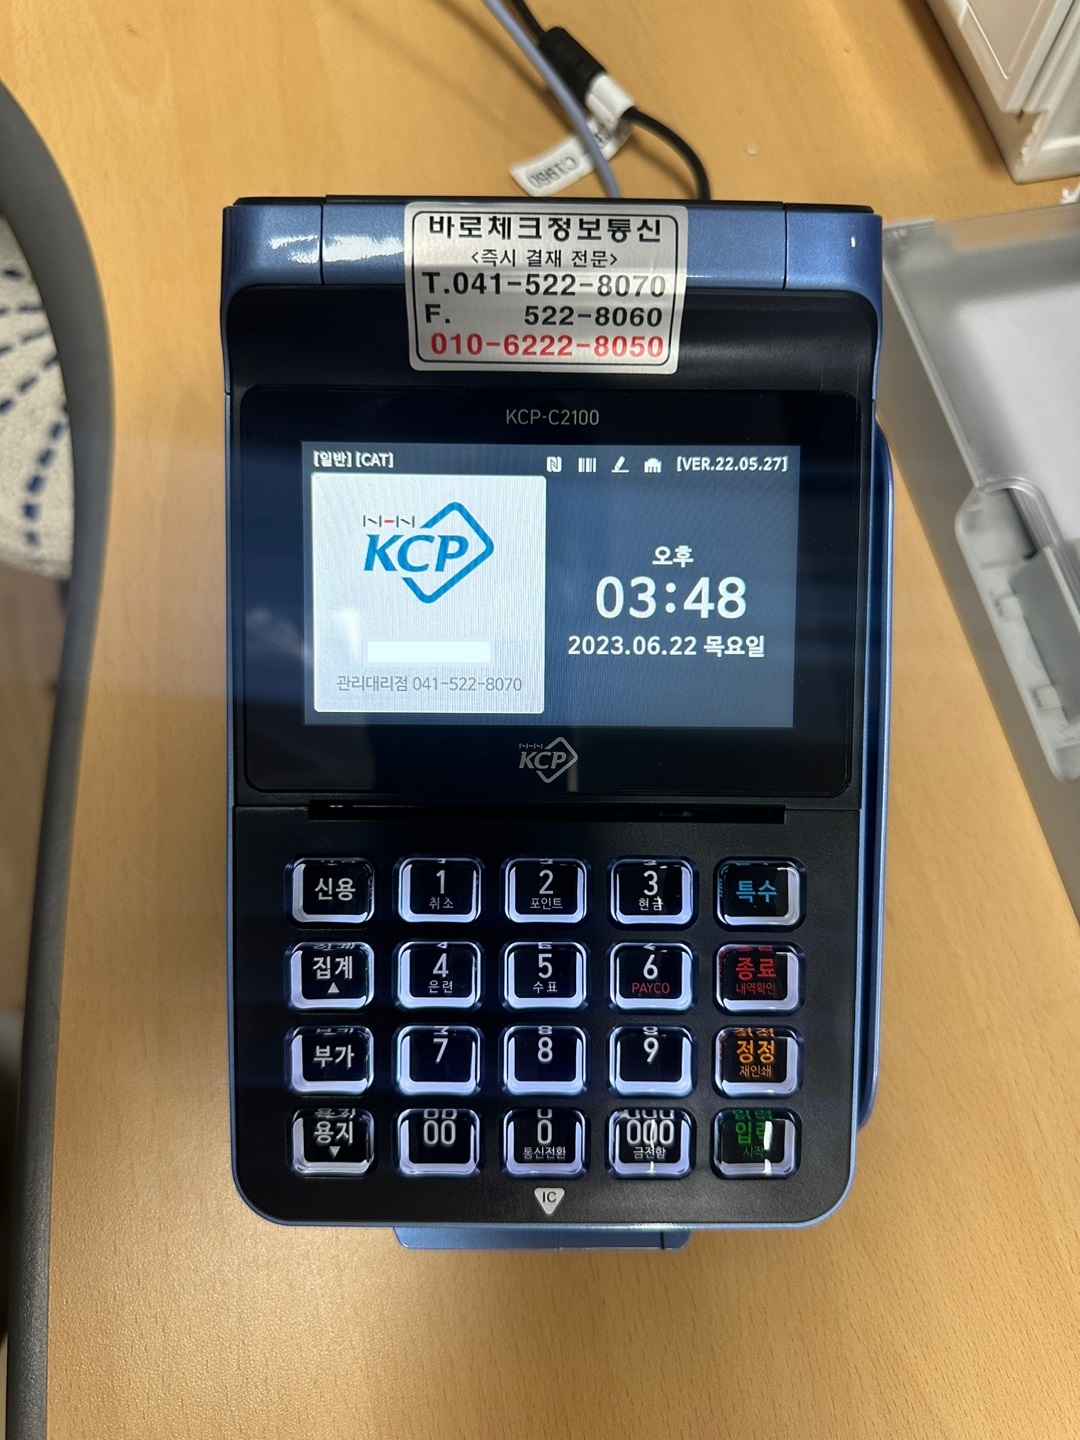 바로체크정보통신
<즉시 결재 전문>
T.041-522-8070
F. 522-8060
010-6222-8050
KCP-C2100
[일반] [CAT] [VER.22.05.27]
NHN
KCP
오후
03:48
2023.06.22 목요일
관리대리점 041-522-8070
NHN
KCP
신용 1 2 3 특수
취소 포인트 현금
집계 4 5 6 종료
▲ 은련 수표 PAYCO 내역확인
부가 7 8 9 정정
재인쇄
용지 00 0 000 입력
▼ 통신전환 금전함 시작
IC